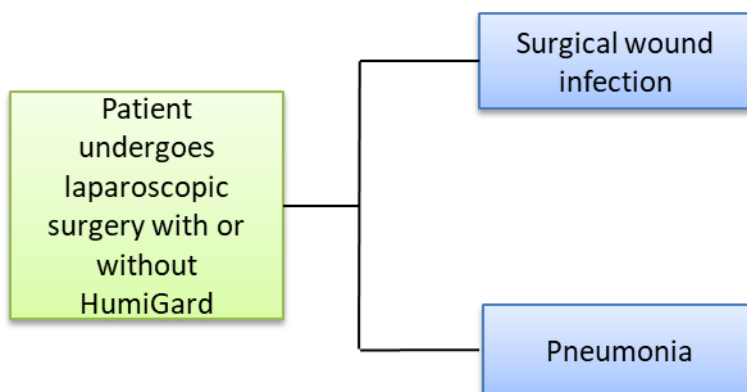 Patient
undergoes
laparoscopic
surgery with or
without
HumiGard
Surgical wound
infection
Pneumonia